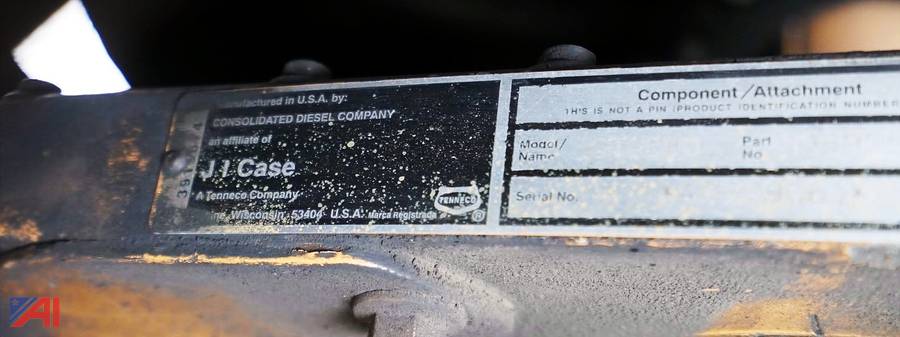 Manufactured in U.S.A. by:
CONSOLIDATED DIESEL COMPANY
an affiliate of
J I Case
A Tenneco Company
Wisconsin 53404 U.S.A. Marca Registrada
TENNECO
®
Component/Attachment
THIS IS NOT A PIN (PRODUCT IDENTIFICATION NUMBER
Model/
Name
Part
No
Serial No.
AI